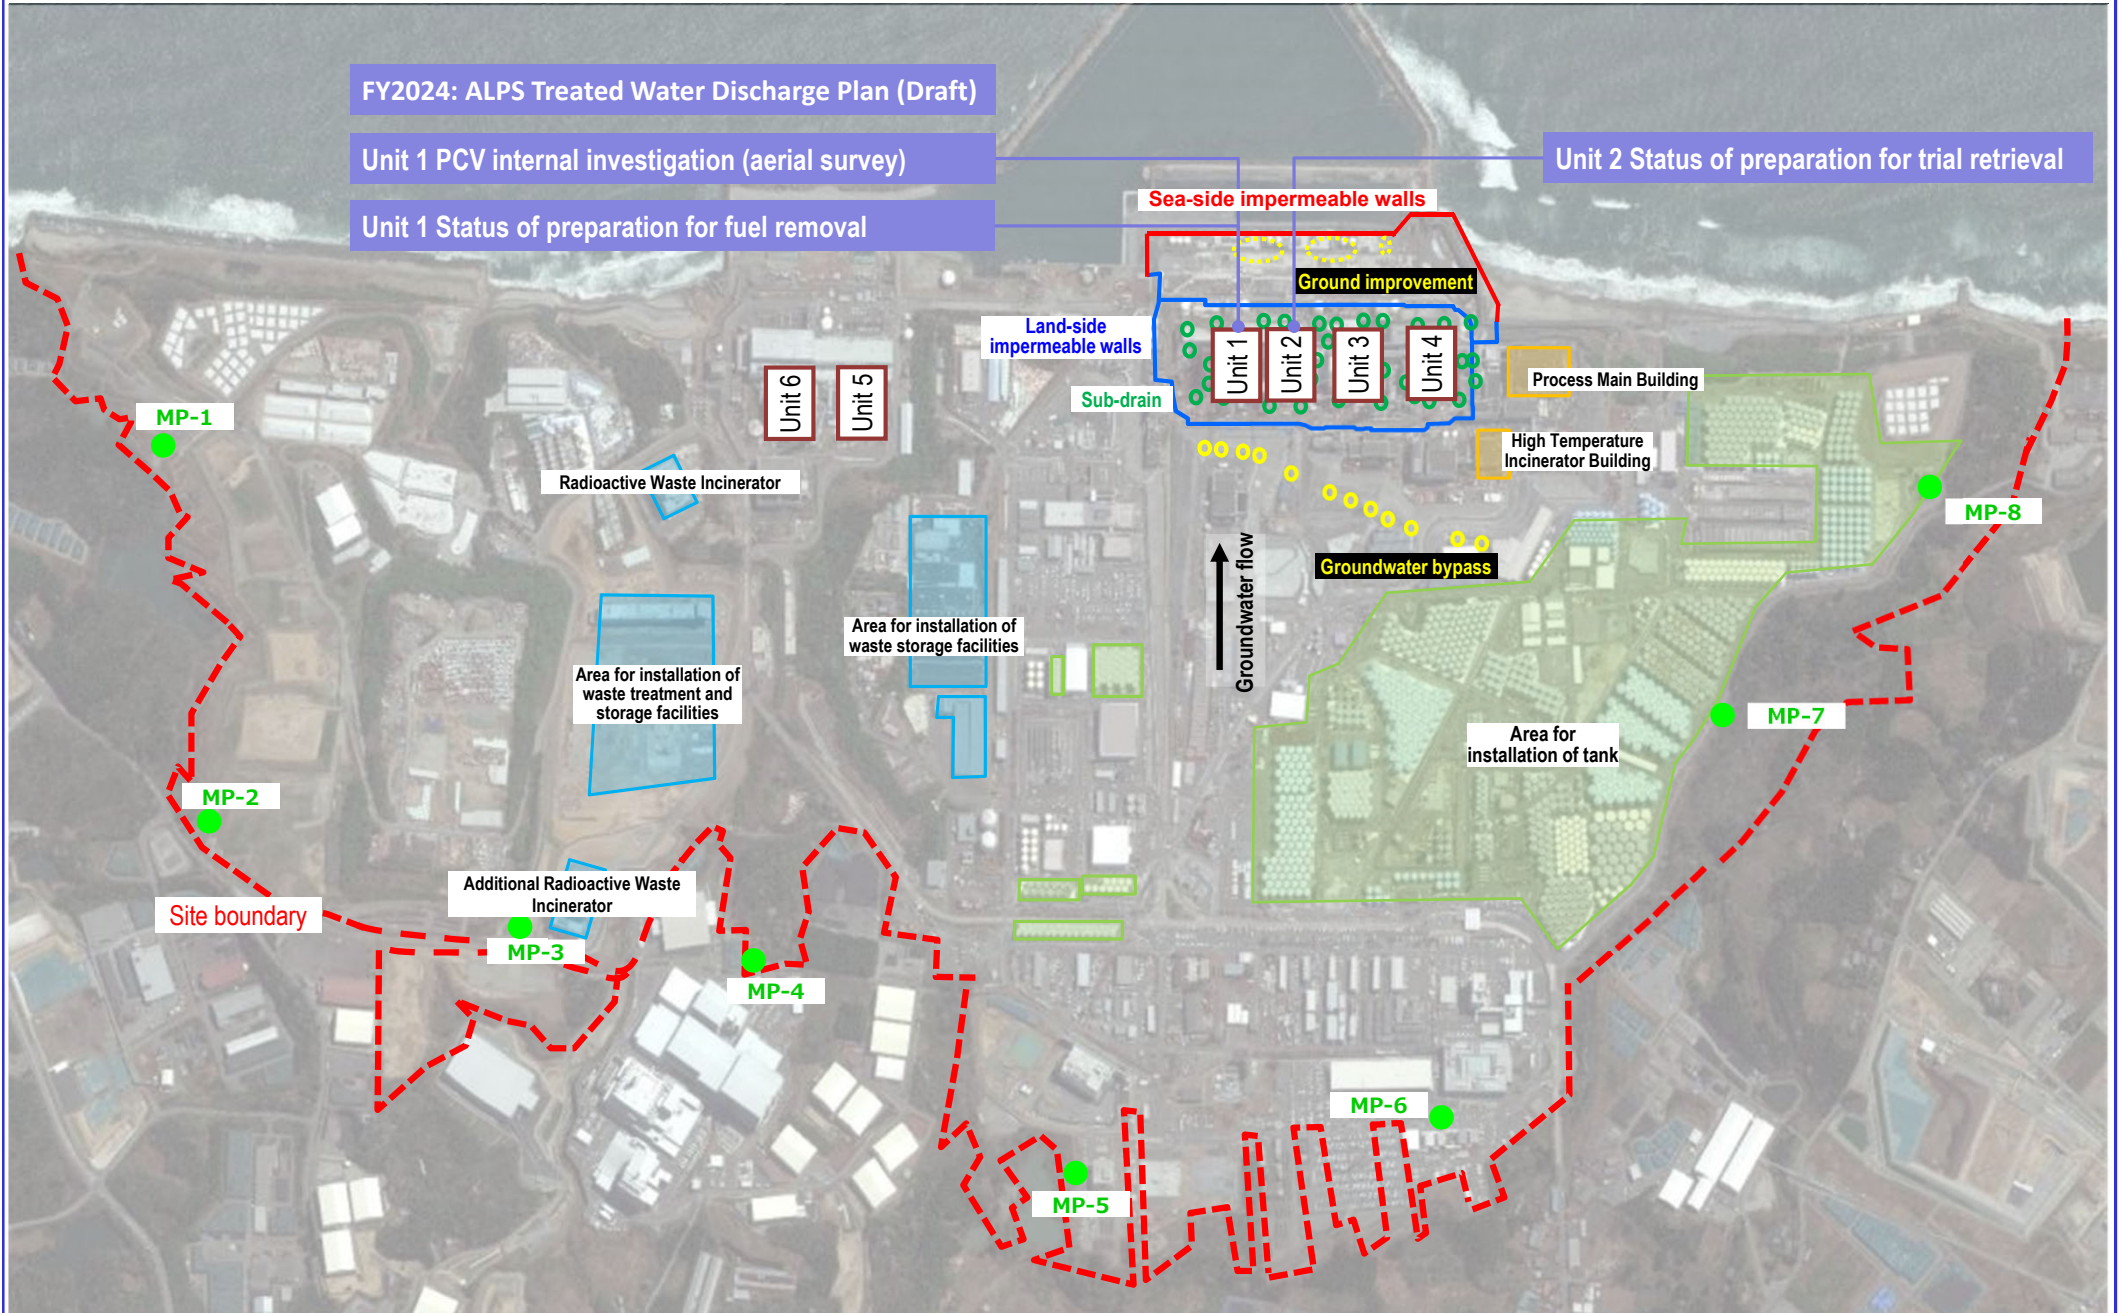 FY2024: ALPS Treated Water Discharge Plan (Draft)
Unit 1 PCV internal investigation (aerial survey)
Unit 2 Status of preparation for trial retrieval
Unit 1 Status of preparation for fuel removal
Sea-side impermeable walls
Ground improvement
Land-side
impermeable walls
Unit 1
Unit 2
Unit 3
Unit 4
Process Main Building
Sub-drain
Unit 6
Unit 5
MP-1
High Temperature
Incinerator Building
Radioactive Waste Incinerator
MP-8
Groundwater bypass
Groundwater flow
Area for installation of
waste storage facilities
Area for installation of
waste treatment and
storage facilities
MP-7
Area for
installation of tank
MP-2
Additional Radioactive Waste
Incinerator
Site boundary
MP-3
MP-4
MP-6
MP-5